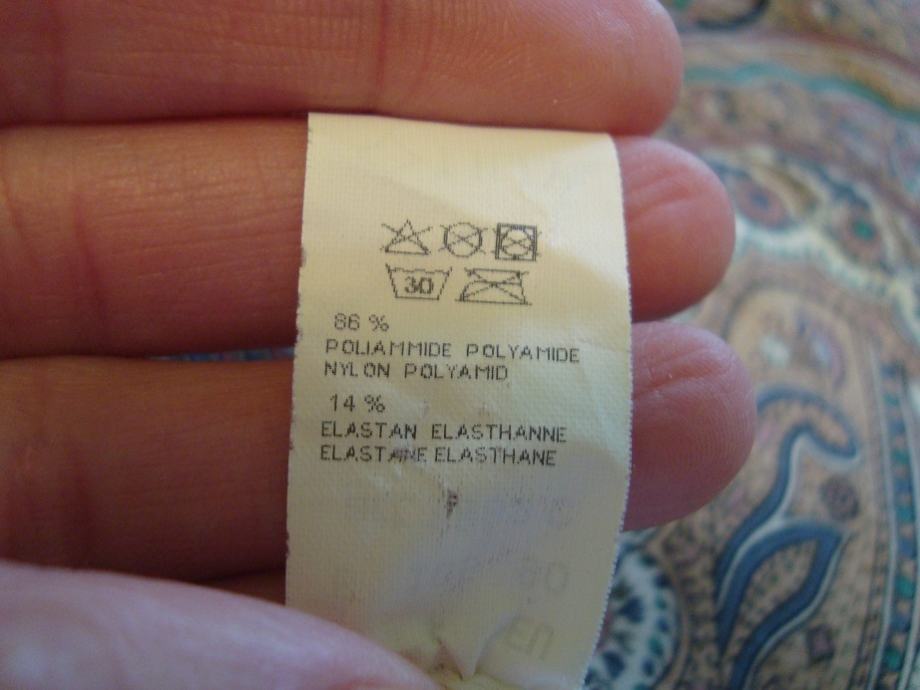 30
86 %
POLIAMMIDE POLYAMIDE
NYLON POLYAMID
14 %
ELASTAN ELASTHANNE
ELASTANE ELASTHANE